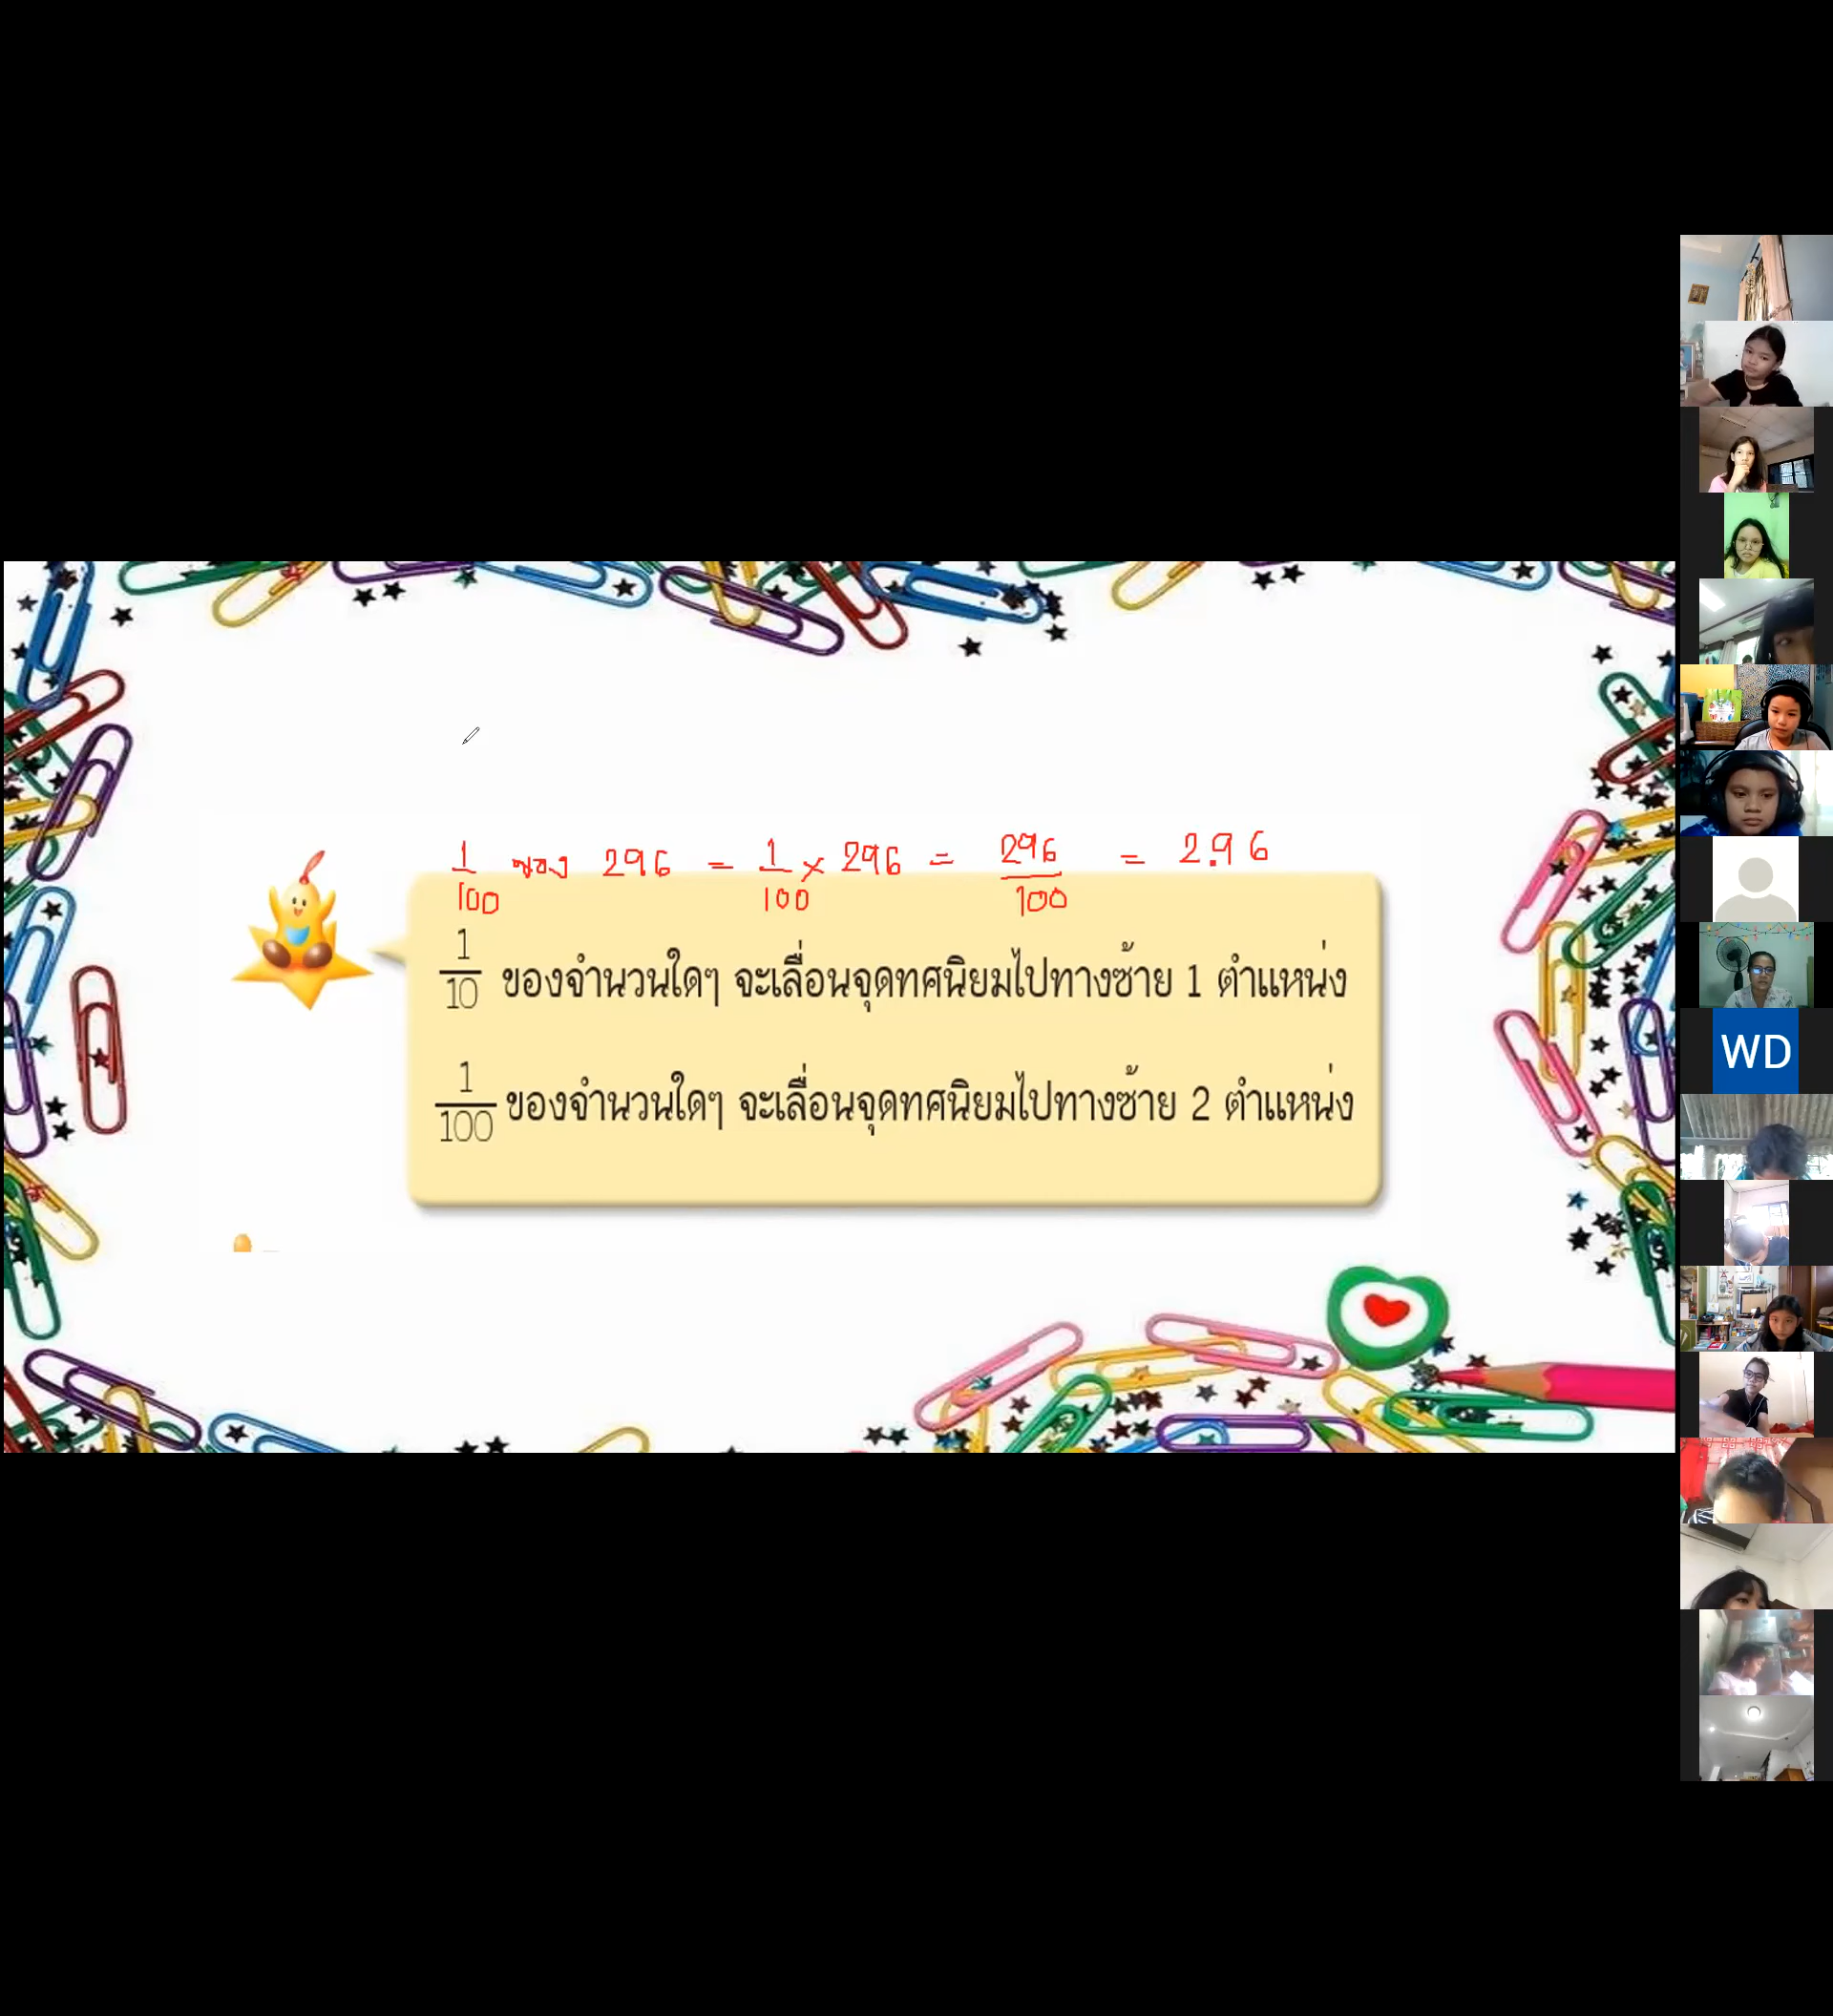 1/100 ของ 296 = 1/100 × 296 = 296/100 = 2.96
1/10 ของจำนวนใดๆ จะเลื่อนจุดทศนิยมไปทางซ้าย 1 ตำแหน่ง
1/100 ของจำนวนใดๆ จะเลื่อนจุดทศนิยมไปทางซ้าย 2 ตำแหน่ง
WD